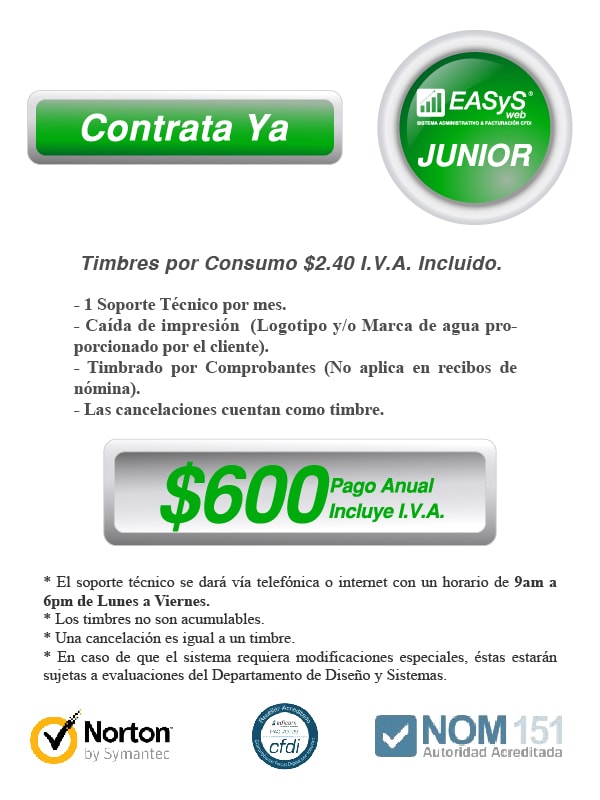 Contrata Ya
EASyS®
web
SISTEMA ADMINISTRATIVO & FACTURACIÓN CFDI
JUNIOR
Timbres por Consumo $2.40 I.V.A. Incluido.
- 1 Soporte Técnico por mes.
- Caída de impresión (Logotipo y/o Marca de agua pro-
porcionado por el cliente).
- Timbrado por Comprobantes (No aplica en recibos de
nómina).
- Las cancelaciones cuentan como timbre.
$600 Pago Anual
Incluye I.V.A.
* El soporte técnico se dará vía telefónica o internet con un horario de 9am a
6pm de Lunes a Viernes.
* Los timbres no son acumulables.
* Una cancelación es igual a un timbre.
* En caso de que el sistema requiera modificaciones especiales, éstas estarán
sujetas a evaluaciones del Departamento de Diseño y Sistemas.
Norton™
by Symantec
cfdi
NOM 151
Autoridad Acreditada